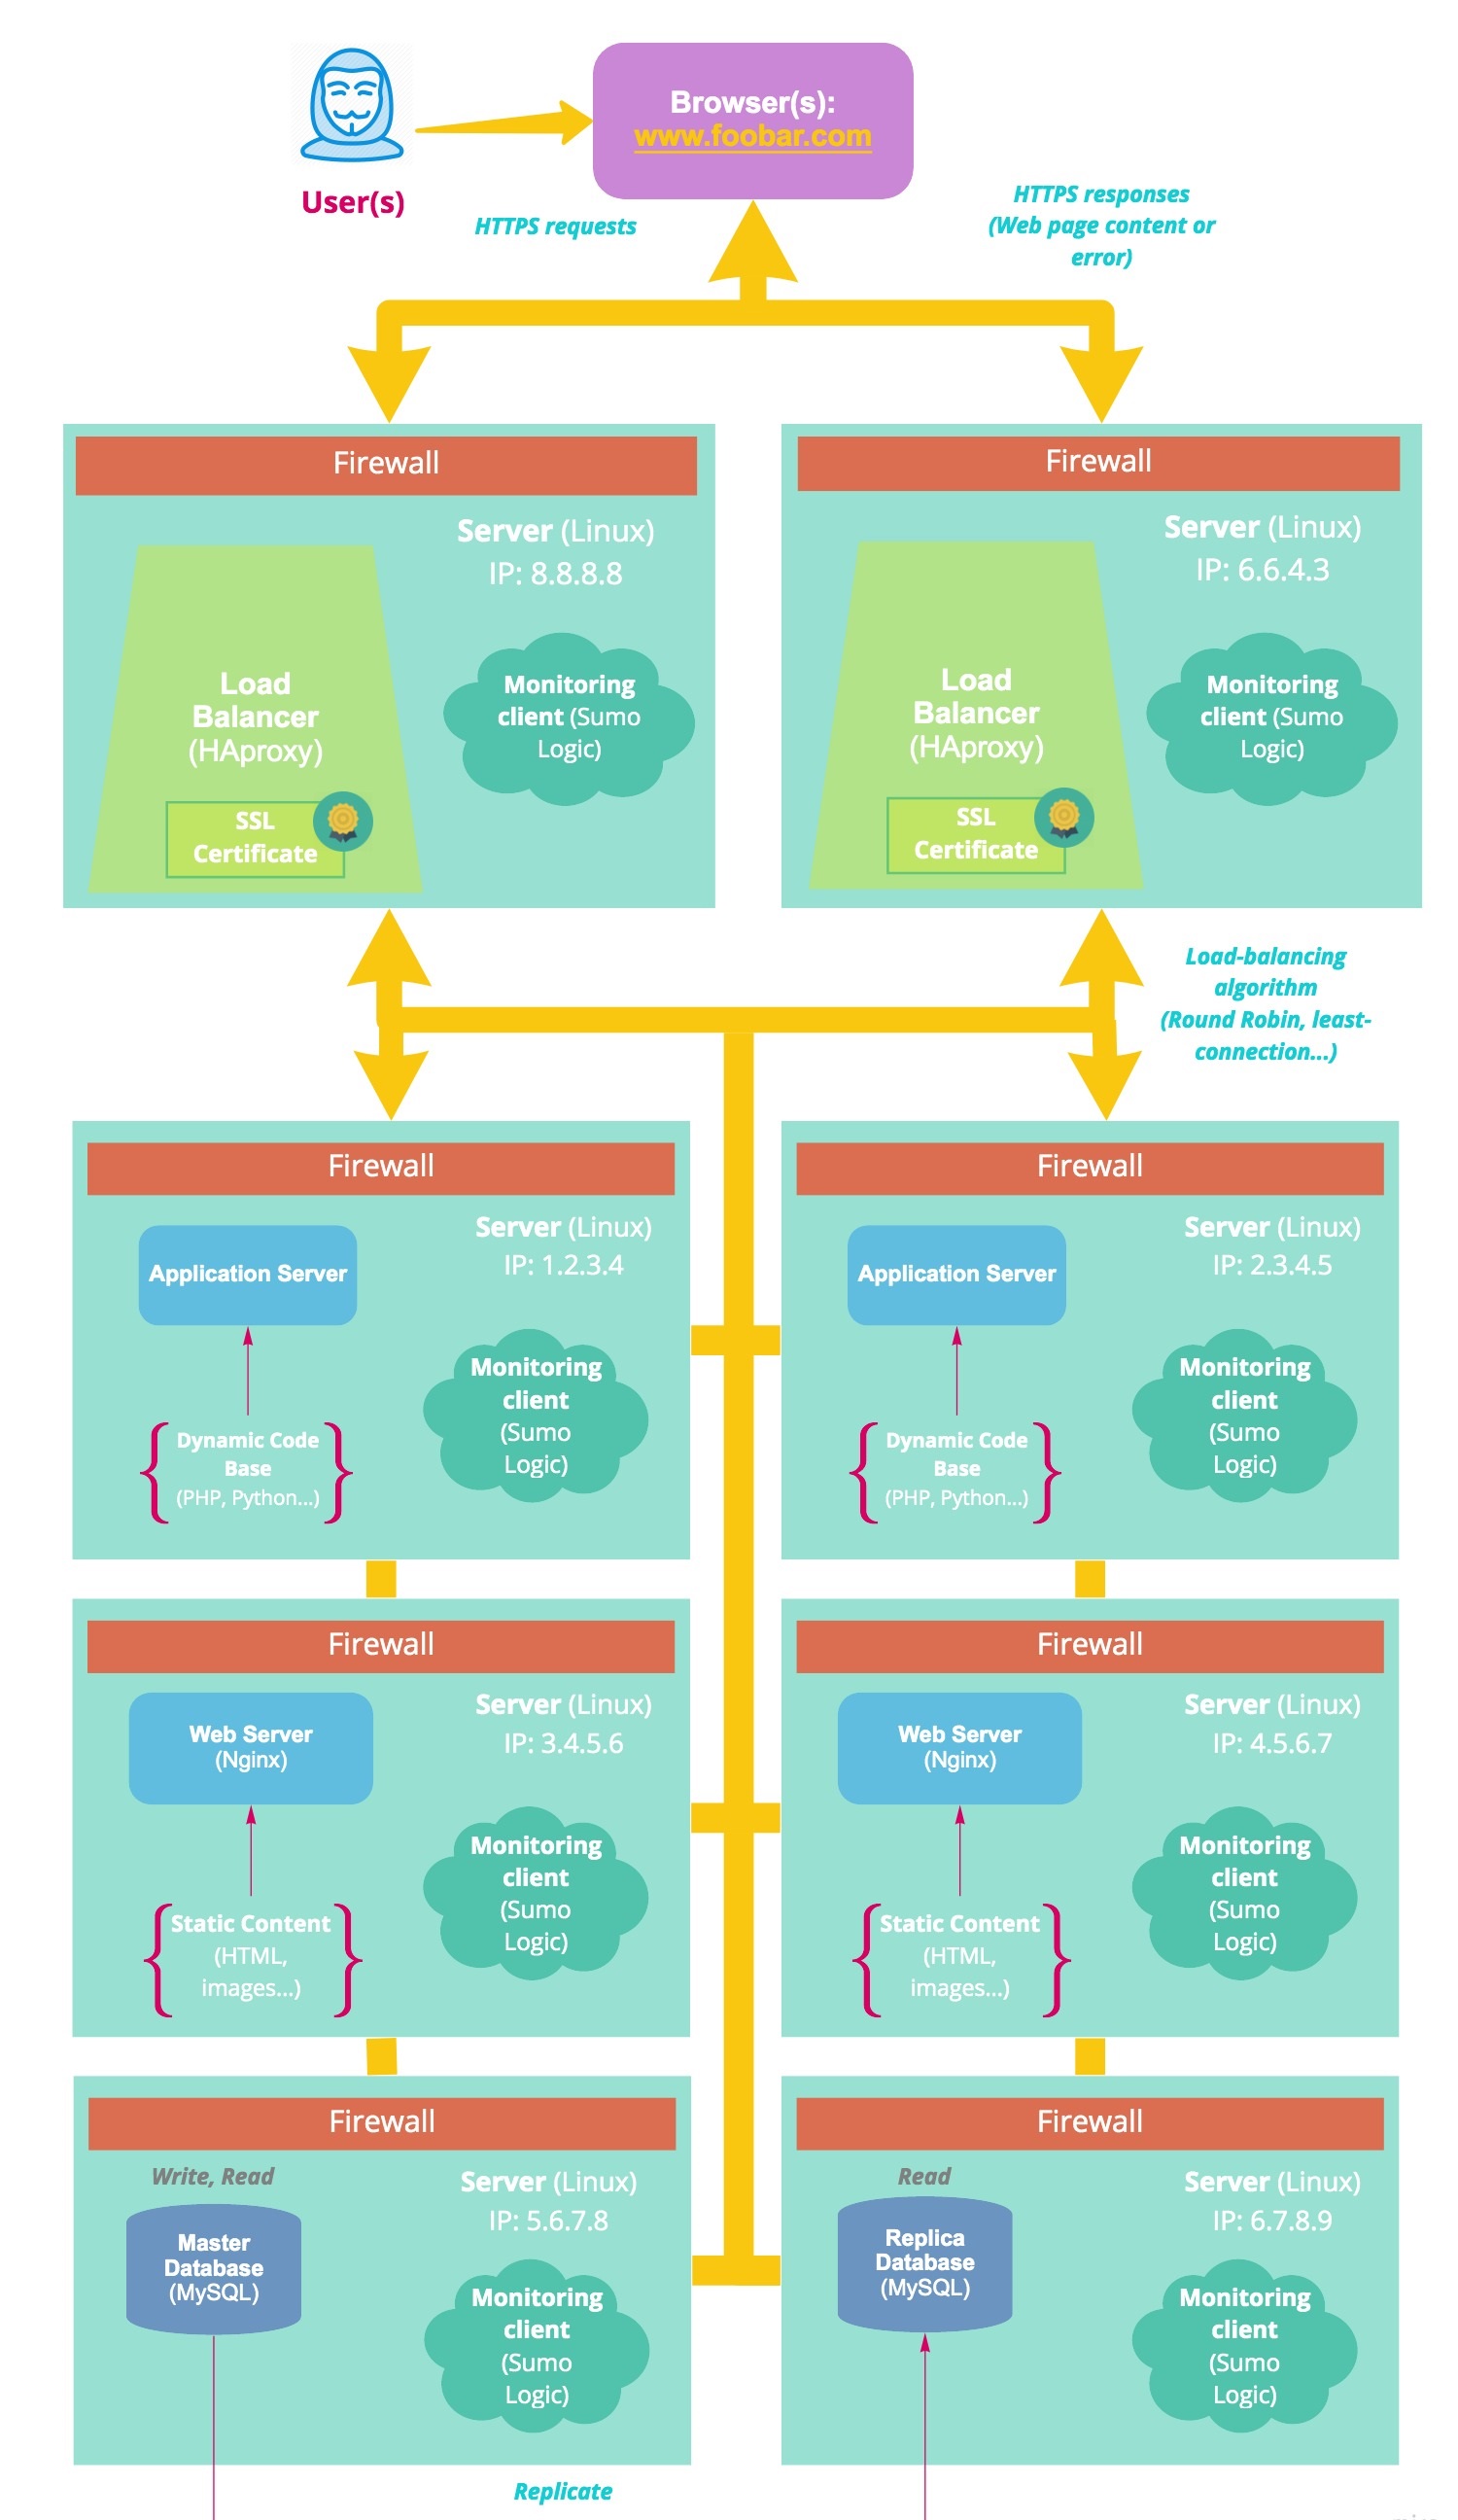 Browser(s):
www.foobar.com
User(s)
HTTPS requests
HTTPS responses
(Web page content or
error)
Firewall
Server (Linux)
IP: 8.8.8.8
Load
Balancer
(HAproxy)
Monitoring
client (Sumo
Logic)
SSL
Certificate
Firewall
Server (Linux)
IP: 6.6.4.3
Load
Balancer
(HAproxy)
Monitoring
client (Sumo
Logic)
SSL
Certificate
Load-balancing
algorithm
(Round Robin, least-
connection...)
Firewall
Server (Linux)
IP: 1.2.3.4
Application Server
Monitoring
client
(Sumo
Logic)
Dynamic Code
Base
(PHP, Python...)
Firewall
Server (Linux)
IP: 2.3.4.5
Application Server
Monitoring
client
(Sumo
Logic)
Dynamic Code
Base
(PHP, Python...)
Firewall
Server (Linux)
IP: 3.4.5.6
Web Server
(Nginx)
Monitoring
client
(Sumo
Logic)
Static Content
(HTML,
images...)
Firewall
Server (Linux)
IP: 4.5.6.7
Web Server
(Nginx)
Monitoring
client
(Sumo
Logic)
Static Content
(HTML,
images...)
Firewall
Write, Read
Server (Linux)
IP: 5.6.7.8
Master
Database
(MySQL)
Monitoring
client
(Sumo
Logic)
Firewall
Read
Server (Linux)
IP: 6.7.8.9
Replica
Database
(MySQL)
Monitoring
client
(Sumo
Logic)
Replicate